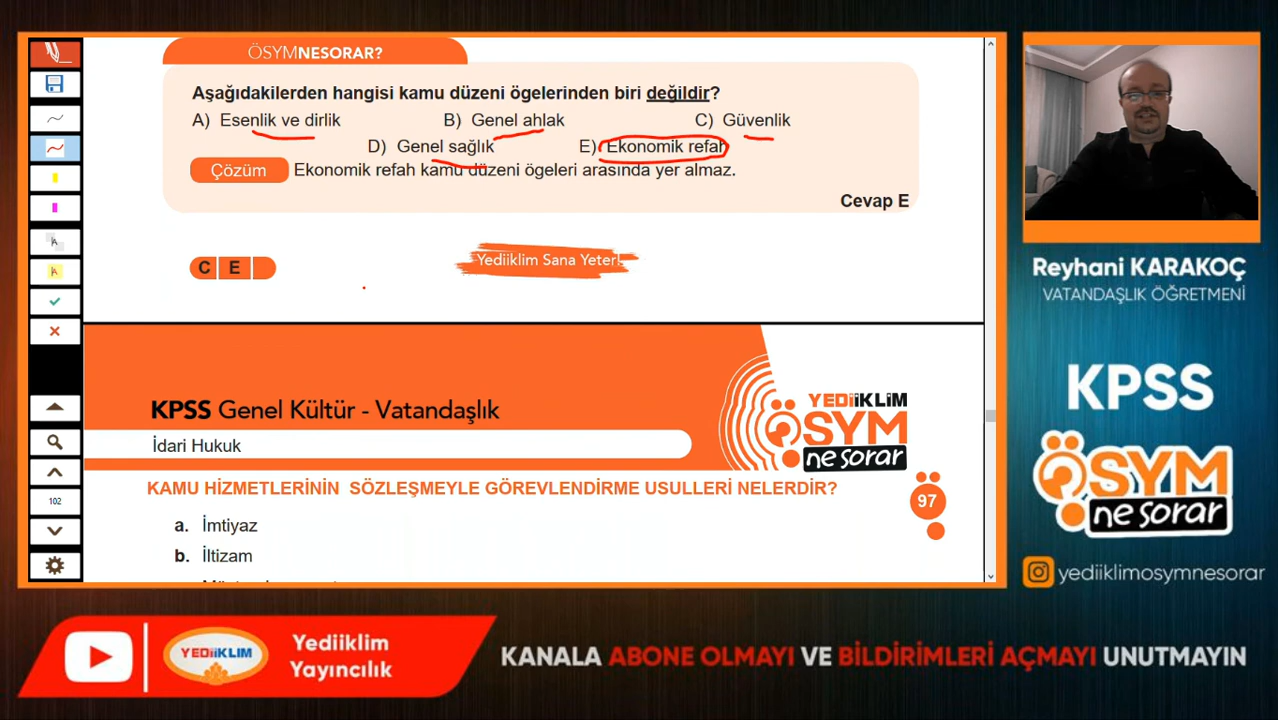 ÖSYMNESORAR?
Aşağıdakilerden hangisi kamu düzeni ögelerinden biri değildir?
A) Esenlik ve dirlik B) Genel ahlak C) Güvenlik
D) Genel sağlık E) Ekonomik refah
Çözüm Ekonomik refah kamu düzeni ögeleri arasında yer almaz.
Cevap E
C E
Yediiklim Sana Yeter!
KPSS Genel Kültür - Vatandaşlık
İdari Hukuk
YEDiiKLiM
ÖSYM
ne sorar
KAMU HİZMETLERİNİN SÖZLEŞMEYLE GÖREVLENDİRME USULLERİ NELERDİR?
97
a. İmtiyaz
b. İltizam
102
Reyhani KARAKOÇ
VATANDAŞLIK ÖĞRETMENİ
KPSS
ÖSYM
ne sorar
yediiklimosymnesorar
YEDİİKLİM
Yediiklim
Yayıncılık
KANALA ABONE OLMAYI VE BİLDİRİMLERİ AÇMAYI UNUTMAYIN